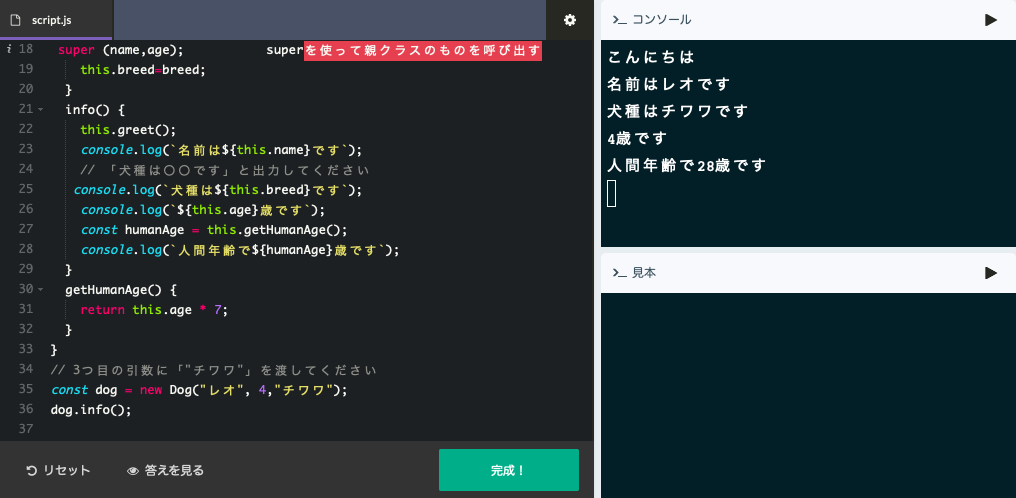 script.js
i 18 super (name,age); superを使って親クラスのものを呼び出す
19 this.breed=breed;
20 }
21 info() {
22 this.greet();
23 console.log(`名前は${this.name}です`);
24 // 「犬種は〇〇です」と出力してください
25 console.log(`犬種は${this.breed}です`);
26 console.log(`${this.age}歳です`);
27 const humanAge = this.getHumanAge();
28 console.log(`人間年齢で${humanAge}歳です`);
29 }
30 getHumanAge() {
31 return this.age * 7;
32 }
33 }
34 // 3つ目の引数に「"チワワ"」を渡してください
35 const dog = new Dog("レオ", 4,"チワワ");
36 dog.info();
37
リセット
答えを見る
完成！
>_ コンソール
こんにちは
名前はレオです
犬種はチワワです
4歳です
人間年齢で28歳です
>_ 見本